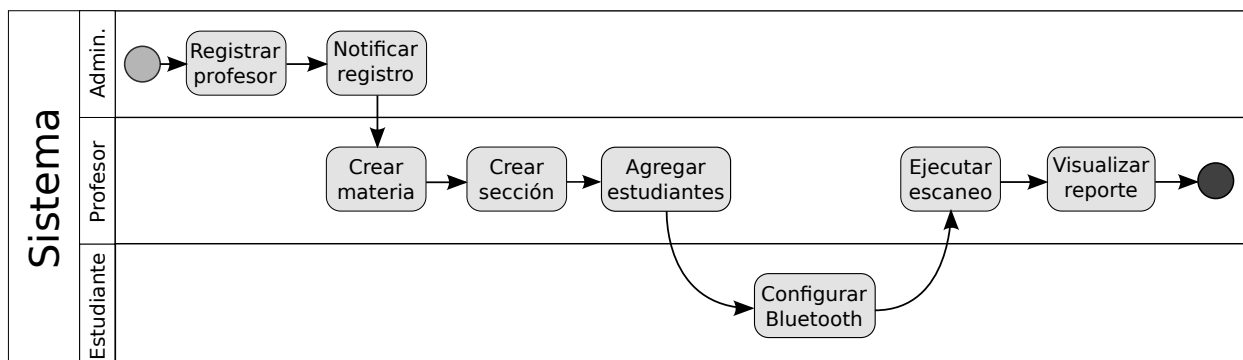 Sistema
Admin.
Registrar
profesor
Notificar
registro
Profesor
Crear
materia
Crear
sección
Agregar
estudiantes
Ejecutar
escaneo
Visualizar
reporte
Estudiante
Configurar
Bluetooth